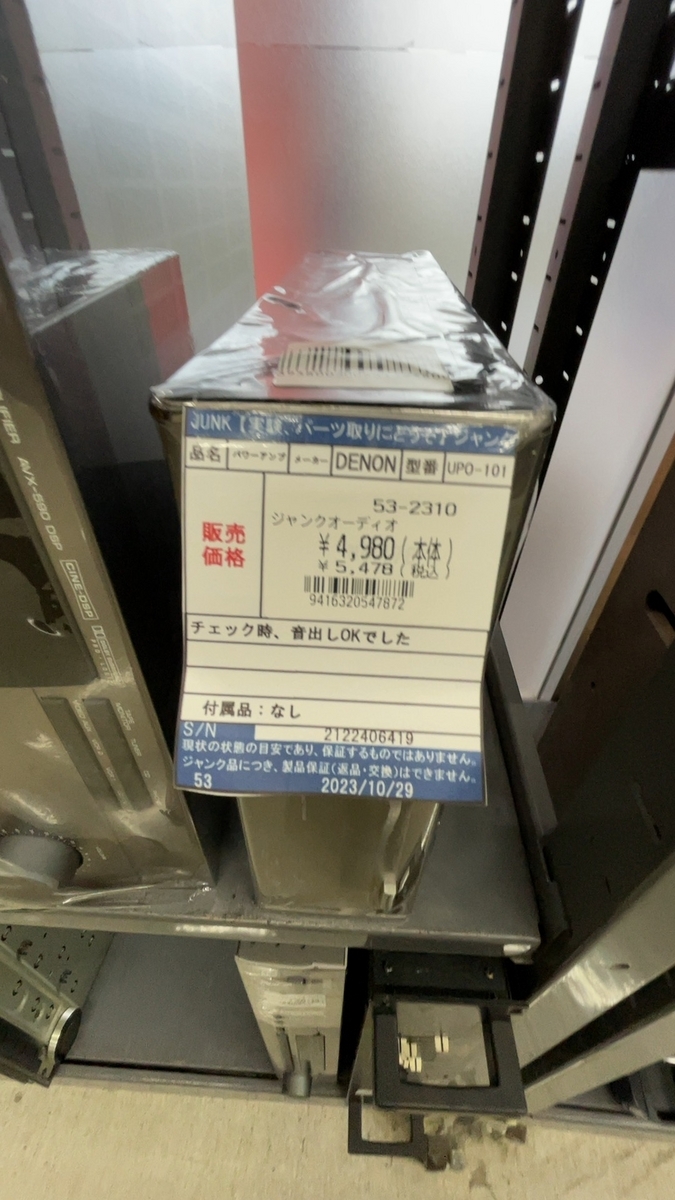 JUNK【実験、パーツ取りにどうぞ】ジャンク
品名 パワーアンプ メーカー DENON 型番 UPO-101
53-2310
ジャンクオーディオ
販売
価格
¥4,980(本体)
¥5,478(税込)
9416320547872
チェック時、音出しOKでした
付属品：なし
S/N 2122406419
現状の状態の目安であり、保証するものではありません。
ジャンク品につき、製品保証(返品・交換)はできません。
53 2023/10/29
LIFIER AVX-590 DSP
CINE-DSP